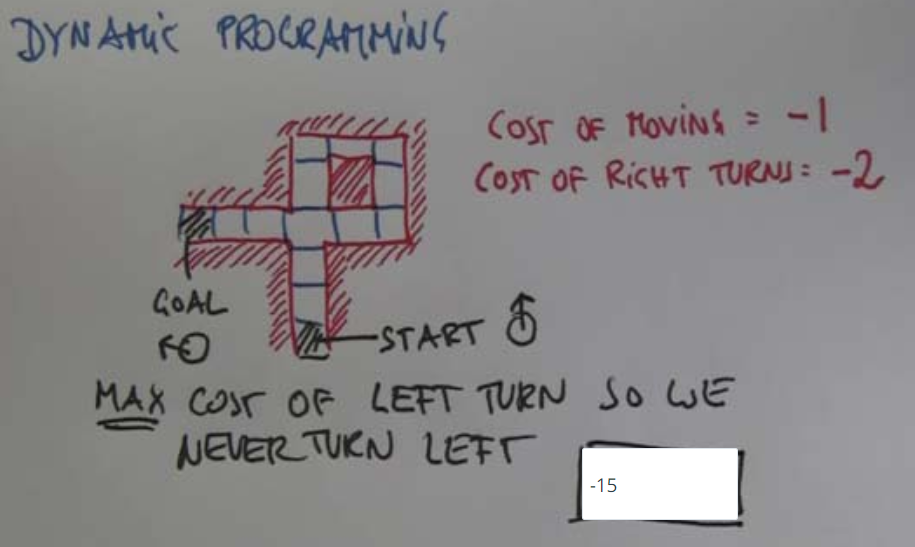 DYNAMIC PROGRAMMING
COST OF MOVING = -1
COST OF RIGHT TURNS = -2
GOAL
START
MAX COST OF LEFT TURN SO WE
NEVER TURN LEFT
-15